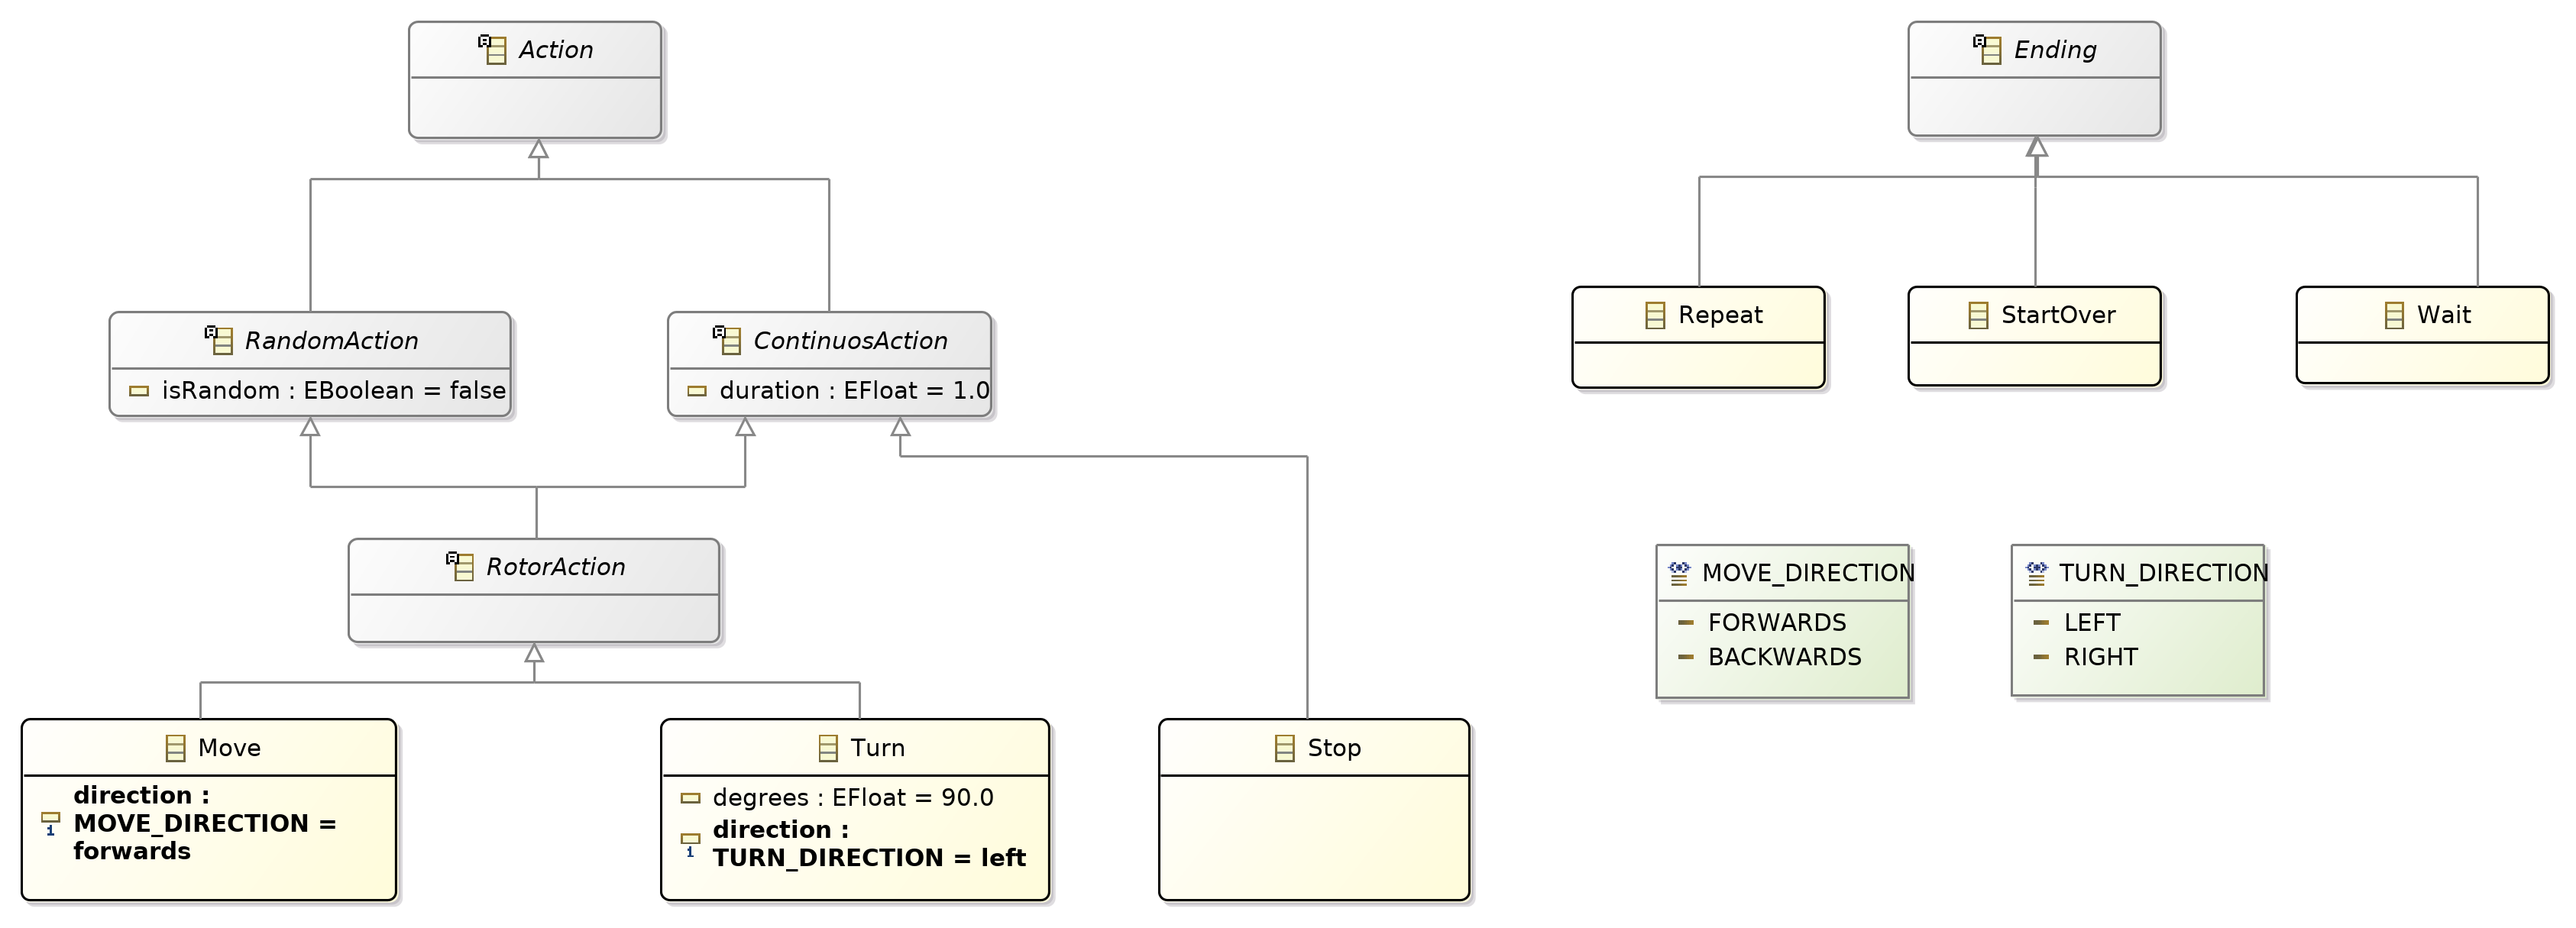 Action
Ending
RandomAction
isRandom : EBoolean = false
ContinuosAction
duration : EFloat = 1.0
Repeat
StartOver
Wait
RotorAction
MOVE_DIRECTION
FORWARDS
BACKWARDS
TURN_DIRECTION
LEFT
RIGHT
Move
direction :
MOVE_DIRECTION =
forwards
Turn
degrees : EFloat = 90.0
direction :
TURN_DIRECTION = left
Stop